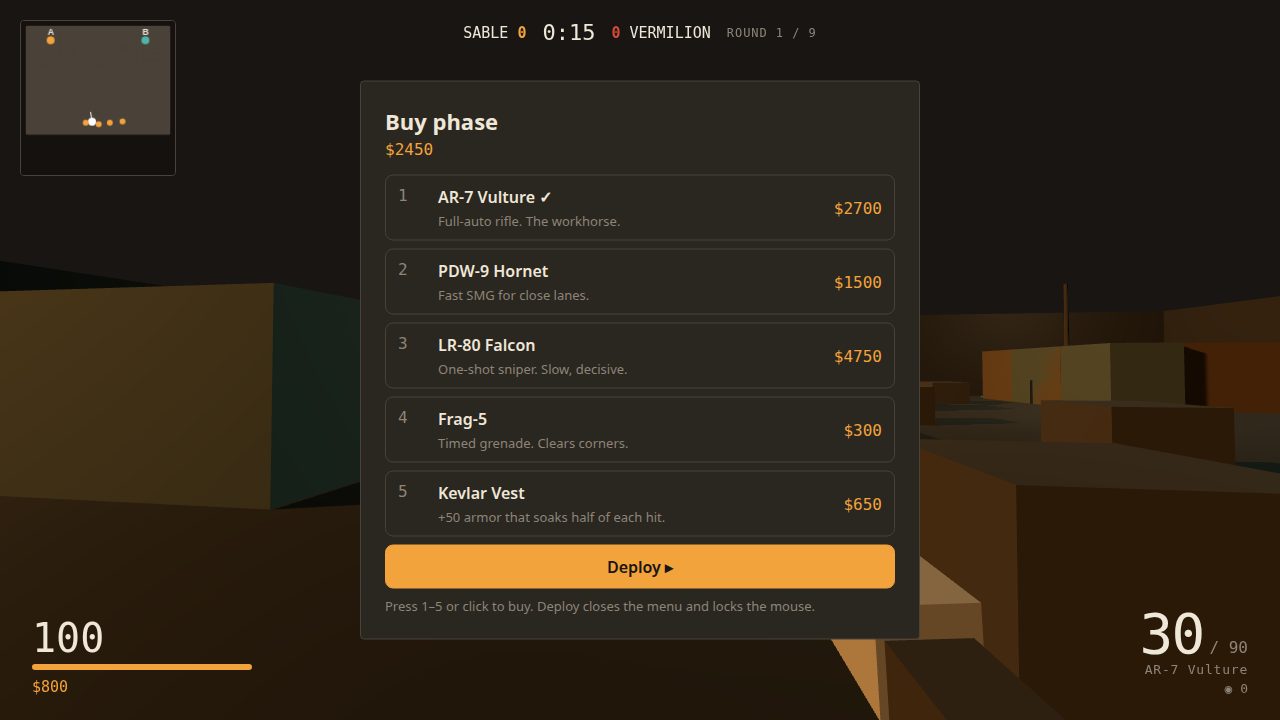 A
B
SABLE 0 0:15 0 VERMILION ROUND 1 / 9
Buy phase
$2450
1 AR-7 Vulture ✓ $2700
Full-auto rifle. The workhorse.
2 PDW-9 Hornet $1500
Fast SMG for close lanes.
3 LR-80 Falcon $4750
One-shot sniper. Slow, decisive.
4 Frag-5 $300
Timed grenade. Clears corners.
5 Kevlar Vest $650
+50 armor that soaks half of each hit.
Deploy ▸
Press 1–5 or click to buy. Deploy closes the menu and locks the mouse.
100
$800
30 / 90
AR-7 Vulture
◉ 0